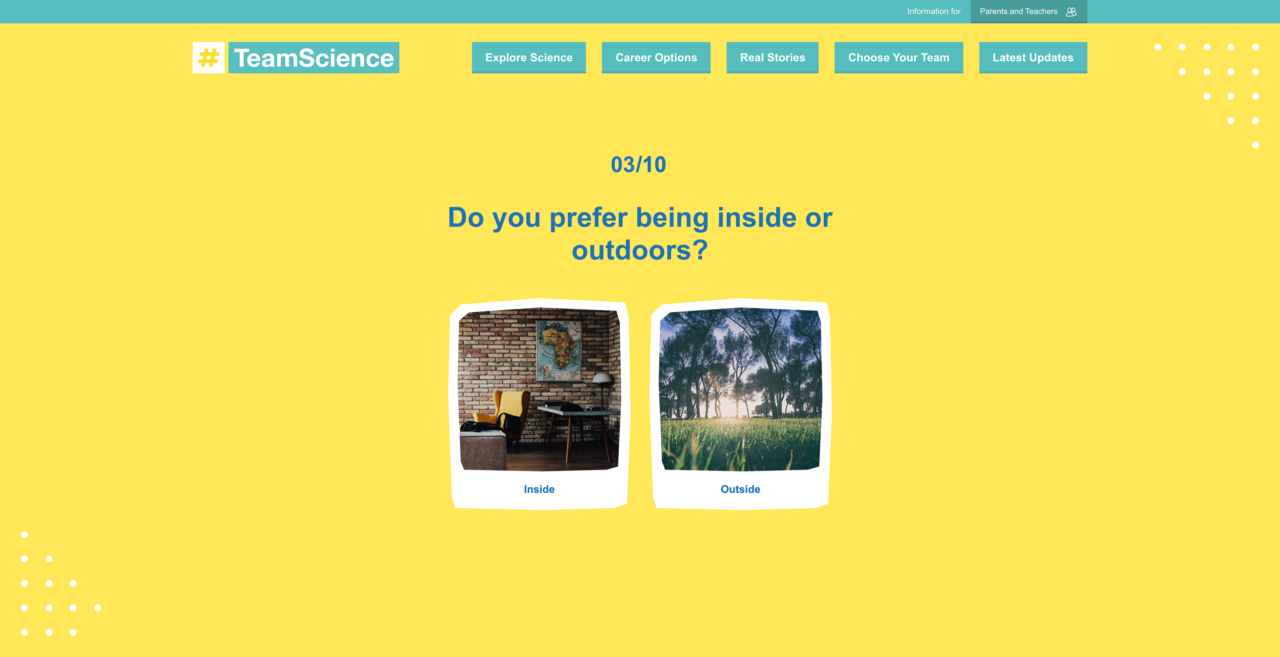 Information for
Parents and Teachers
# TeamScience
Explore Science
Career Options
Real Stories
Choose Your Team
Latest Updates
03/10
Do you prefer being inside or
outdoors?
Inside
Outside